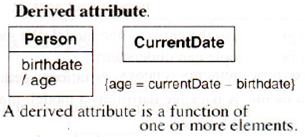 Derived attribute.
Person
CurrentDate
birthdate
/ age
{age = currentDate – birthdate}
A derived attribute is a function of
one or more elements.